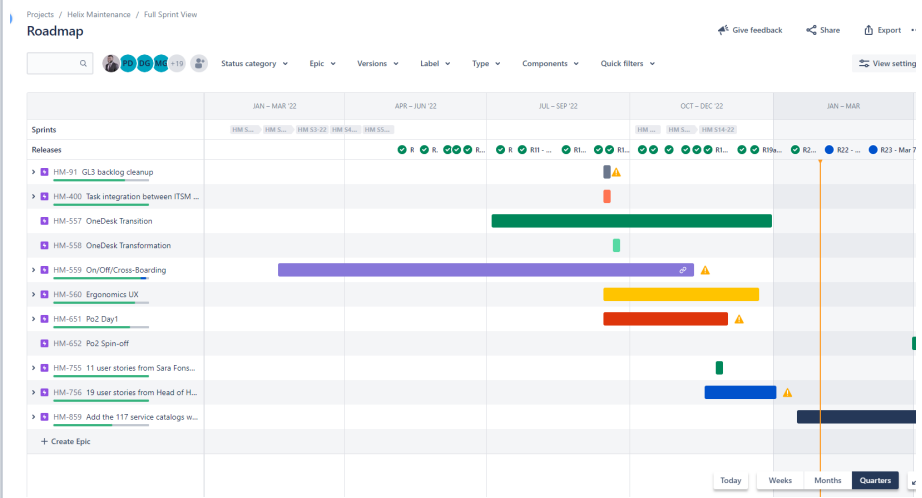 Projects / Helix Maintenance / Full Sprint View
Roadmap
Give feedback Share Export
PD DG MG +19 Status category Epic Versions Label Type Components Quick filters View setting
JAN – MAR '22 APR – JUN '22 JUL – SEP '22 OCT – DEC '22 JAN – MAR
Sprints HM S... HM S... HM S3-22 HM S4... HM S5... HM ... HM S... HM S14-22
Releases R R. R... R R11 - ... R1... R1... R1... R19a... R2... R22 - ... R23 - Mar 7
HM-91 GL3 backlog cleanup
HM-400 Task integration between ITSM ...
HM-557 OneDesk Transition
HM-558 OneDesk Transformation
HM-559 On/Off/Cross-Boarding
HM-560 Ergonomics UX
HM-651 Po2 Day1
HM-652 Po2 Spin-off
HM-755 11 user stories from Sara Fons...
HM-756 19 user stories from Head of H...
HM-859 Add the 117 service catalogs w...
+ Create Epic
Today Weeks Months Quarters